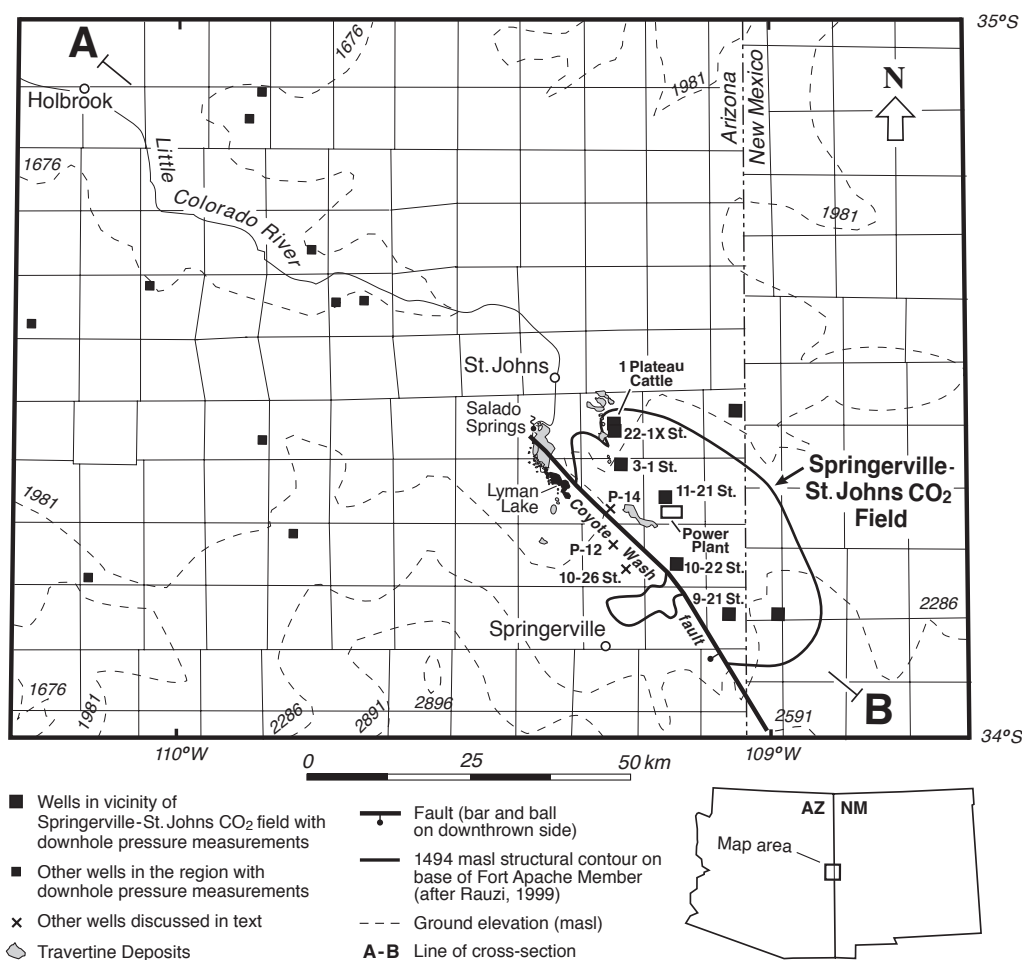 35°S
A
1676
1981
Arizona
New Mexico
N
Holbrook
1676
Little
Colorado River
1981
St. Johns
1 Plateau
Cattle
Salado
Springs
22-1X St.
3-1 St.
Springerville-
St. Johns CO2
Field
Lyman
Lake
P-14
11-21 St.
1981
Coyote
Wash
fault
Power
Plant
P-12
10-26 St.
10-22 St.
9-21 St.
2286
Springerville
1676
1981
2286
2891
2896
B
2591
34°S
110°W
109°W
0 25 50 km
Wells in vicinity of
Springerville-St. Johns CO2 field with
downhole pressure measurements
Other wells in the region with
downhole pressure measurements
Other wells discussed in text
Travertine Deposits
Fault (bar and ball
on downthrown side)
1494 masl structural contour on
base of Fort Apache Member
(after Rauzi, 1999)
Ground elevation (masl)
A-B Line of cross-section
AZ NM
Map area